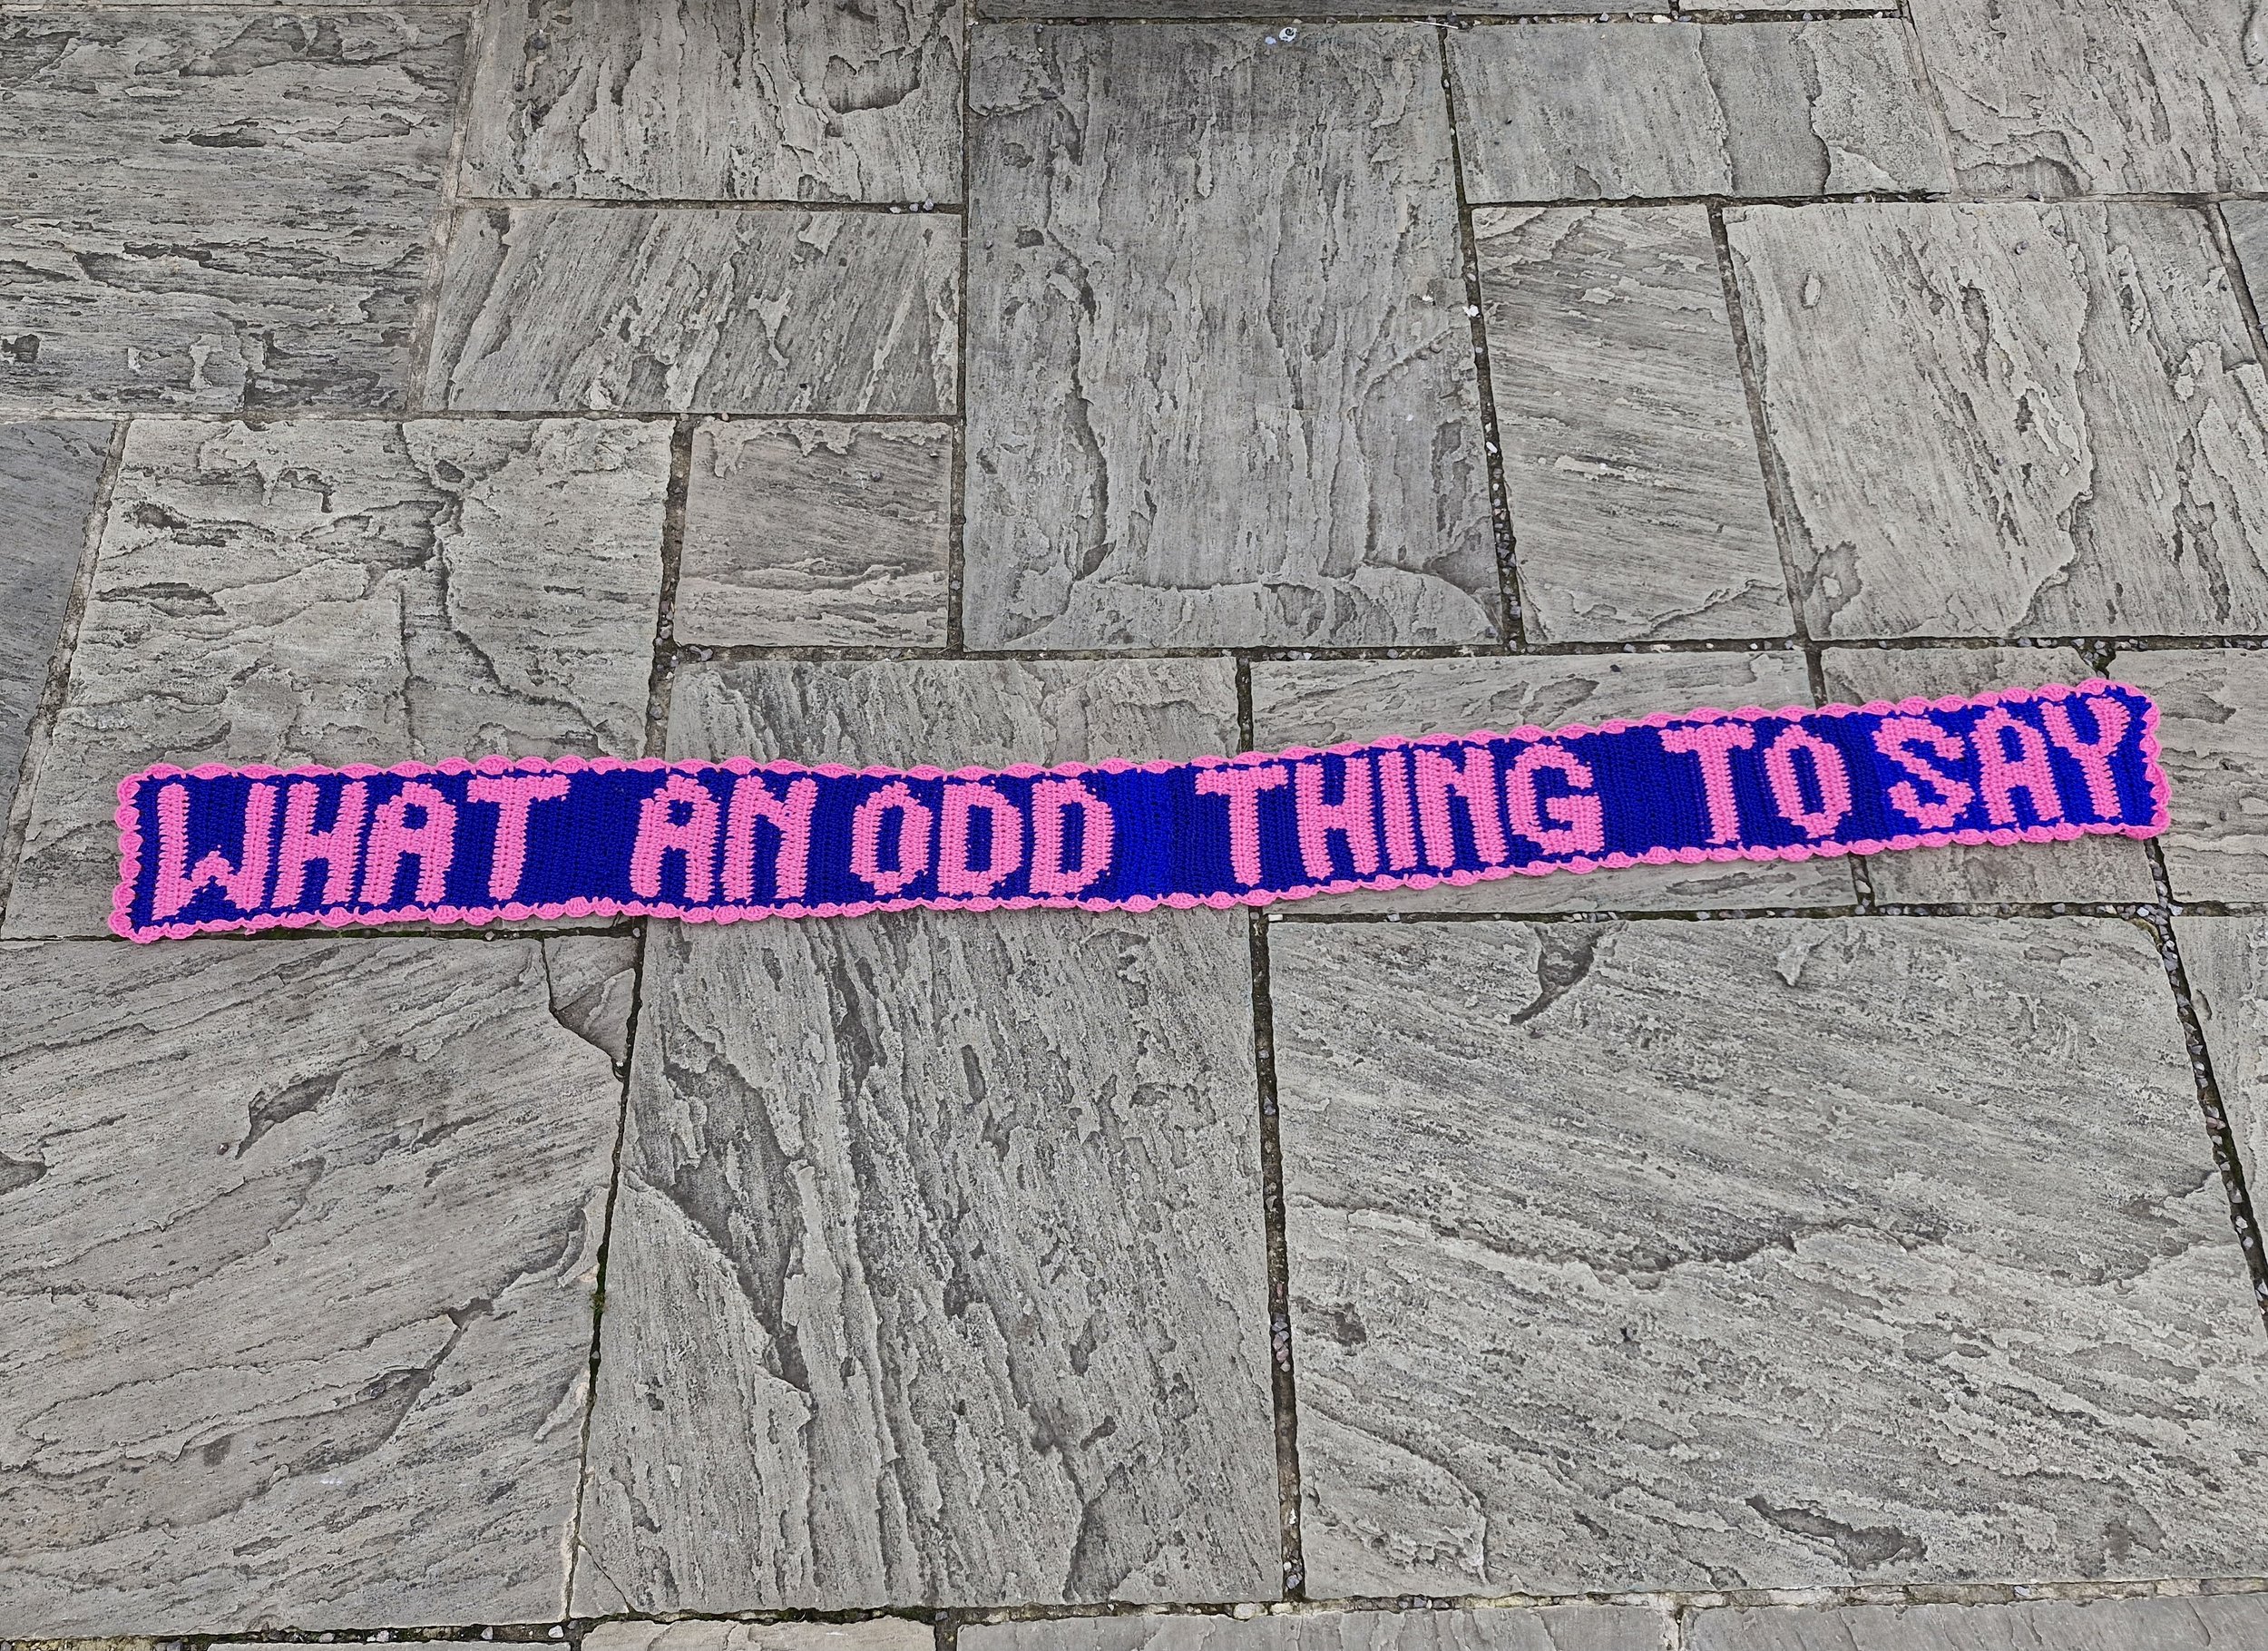 WHAT AN ODD THING TO SAY